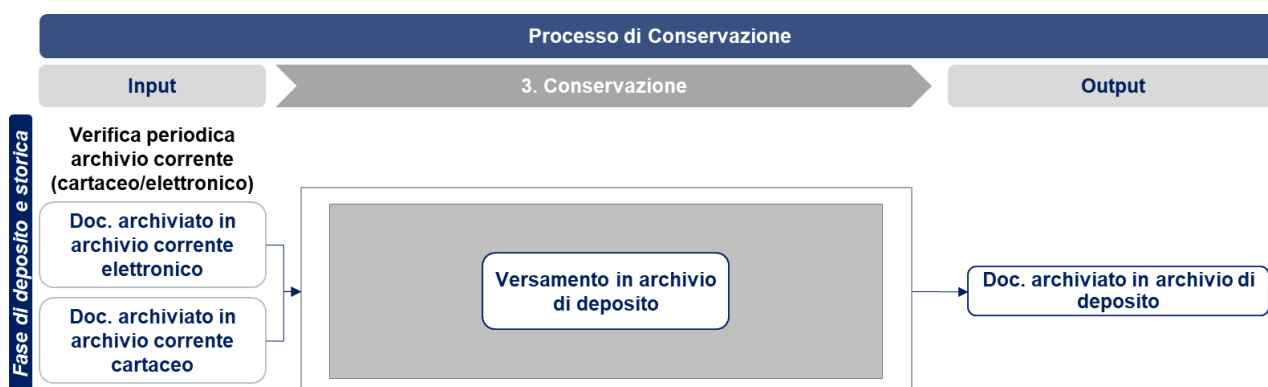 Processo di Conservazione
Input
3. Conservazione
Output
Fase di deposito e storica
Verifica periodica
archivio corrente
(cartaceo/elettronico)
Doc. archiviato in
archivio corrente
elettronico
Doc. archiviato in
archivio corrente
cartaceo
Versamento in archivio
di deposito
Doc. archiviato in archivio di
deposito